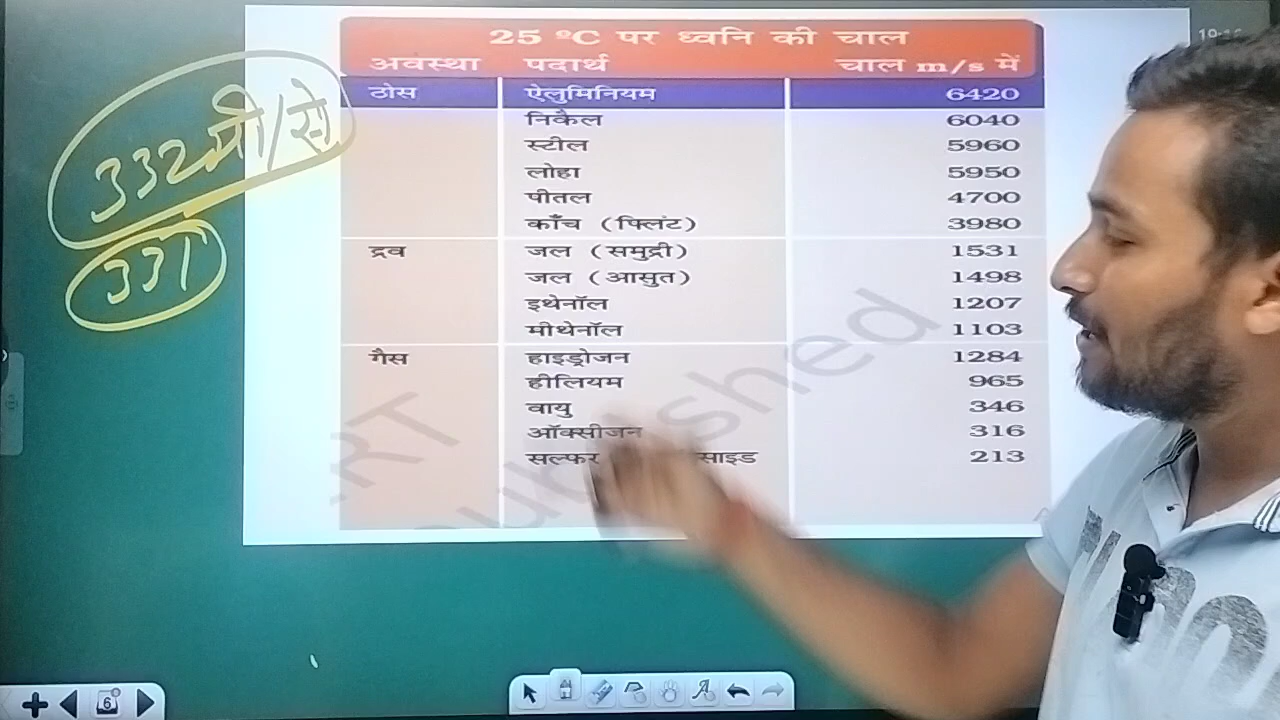 25 ºC पर ध्वनि की चाल
अवस्था पदार्थ चाल m/s में
ठोस ऐलुमिनियम 6420
निकैल 6040
स्टील 5960
लोहा 5950
पीतल 4700
काँच (फ्लिंट) 3980
द्रव जल (समुद्री) 1531
जल (आसुत) 1498
इथेनॉल 1207
मीथेनॉल 1103
गैस हाइड्रोजन 1284
हीलियम 965
वायु 346
ऑक्सीजन 316
सल्फर साइड 213
332मी/से
331
6